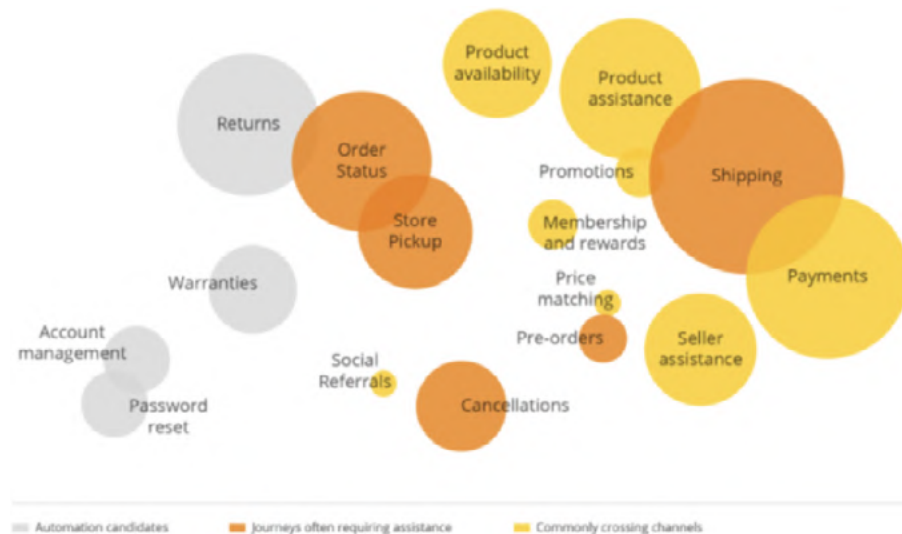 Product
availability
Product
assistance
Returns
Order
Status
Promotions
Shipping
Store
Pickup
Membership
and rewards
Warranties
Price
matching
Payments
Account
management
Pre-orders
Seller
assistance
Social
Referrals
Password
reset
Cancellations
Automation candidates
Journeys often requiring assistance
Commonly crossing channels